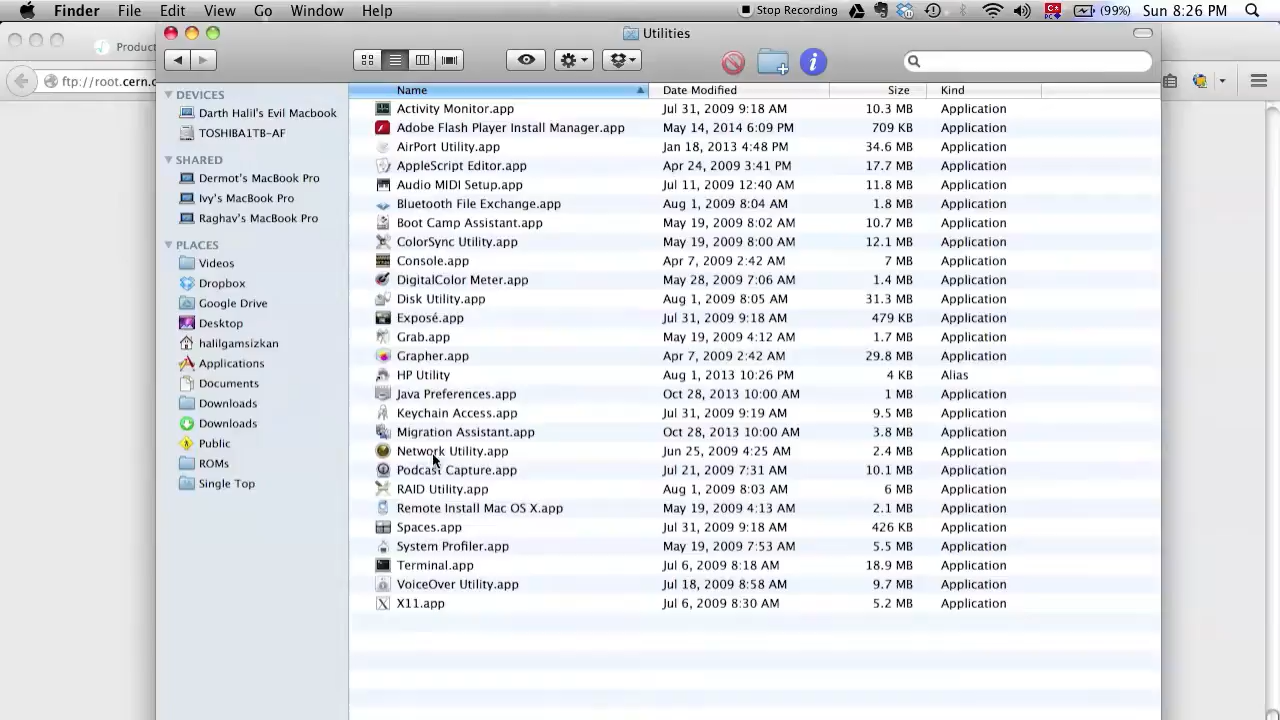 Finder File Edit View Go Window Help Stop Recording (99%) Sun 8:26 PM
Utilities
Product
ftp://root.cern.c
DEVICES
Darth Halil's Evil Macbook
TOSHIBA1TB-AF
SHARED
Dermot's MacBook Pro
Ivy's MacBook Pro
Raghav's MacBook Pro
PLACES
Videos
Dropbox
Google Drive
Desktop
halilgamsizkan
Applications
Documents
Downloads
Downloads
Public
ROMs
Single Top
Name Date Modified Size Kind
Activity Monitor.app Jul 31, 2009 9:18 AM 10.3 MB Application
Adobe Flash Player Install Manager.app May 14, 2014 6:09 PM 709 KB Application
AirPort Utility.app Jan 18, 2013 4:48 PM 34.6 MB Application
AppleScript Editor.app Apr 24, 2009 3:41 PM 17.7 MB Application
Audio MIDI Setup.app Jul 11, 2009 12:40 AM 11.8 MB Application
Bluetooth File Exchange.app Aug 1, 2009 8:04 AM 1.8 MB Application
Boot Camp Assistant.app May 19, 2009 8:02 AM 10.7 MB Application
ColorSync Utility.app May 19, 2009 8:00 AM 12.1 MB Application
Console.app Apr 7, 2009 2:42 AM 7 MB Application
DigitalColor Meter.app May 28, 2009 7:06 AM 1.4 MB Application
Disk Utility.app Aug 1, 2009 8:05 AM 31.3 MB Application
Exposé.app Jul 31, 2009 9:18 AM 479 KB Application
Grab.app May 19, 2009 4:12 AM 1.7 MB Application
Grapher.app Apr 7, 2009 2:42 AM 29.8 MB Application
HP Utility Aug 1, 2013 10:26 PM 4 KB Alias
Java Preferences.app Oct 28, 2013 10:00 AM 1 MB Application
Keychain Access.app Jul 31, 2009 9:19 AM 9.5 MB Application
Migration Assistant.app Oct 28, 2013 10:00 AM 3.8 MB Application
Network Utility.app Jun 25, 2009 4:25 AM 2.4 MB Application
Podcast Capture.app Jul 21, 2009 7:31 AM 10.1 MB Application
RAID Utility.app Aug 1, 2009 8:03 AM 6 MB Application
Remote Install Mac OS X.app May 19, 2009 4:13 AM 2.1 MB Application
Spaces.app Jul 31, 2009 9:18 AM 426 KB Application
System Profiler.app May 19, 2009 7:53 AM 5.5 MB Application
Terminal.app Jul 6, 2009 8:18 AM 18.9 MB Application
VoiceOver Utility.app Jul 18, 2009 8:58 AM 9.7 MB Application
X11.app Jul 6, 2009 8:30 AM 5.2 MB Application